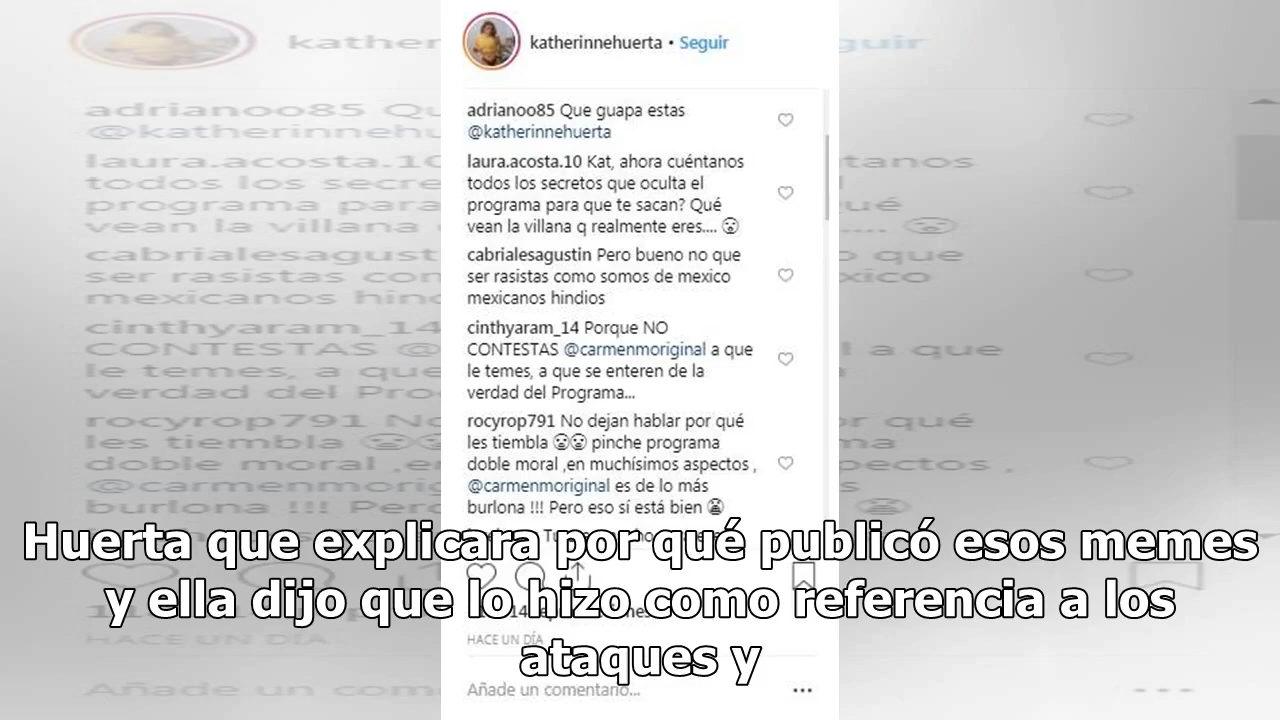 katherinnehuerta • Seguir
adrianoo85 Que guapa estas
@katherinnehuerta
laura.acosta.10 Kat, ahora cuéntanos
todos los secretos que oculta el
programa para que te sacan? Qué
vean la villana q realmente eres.... 😮
cabrialesagustin Pero bueno no que
ser rasistas como somos de mexico
mexicanos hindios
cinthyaram_14 Porque NO
CONTESTAS @carmenmoriginal a que
le temes, a que se enteren de la
verdad del Programa...
rocyrop791 No dejan hablar por qué
les tiembla 😮😮 pinche programa
doble moral ,en muchísimos aspectos ,
@carmenmoriginal es de lo más
burlona !!! Pero eso sí está bien 😫
Huerta que explicara por qué publicó esos memes
y ella dijo que lo hizo como referencia a los
ataques y
HACE UN DÍA
Añade un comentario...